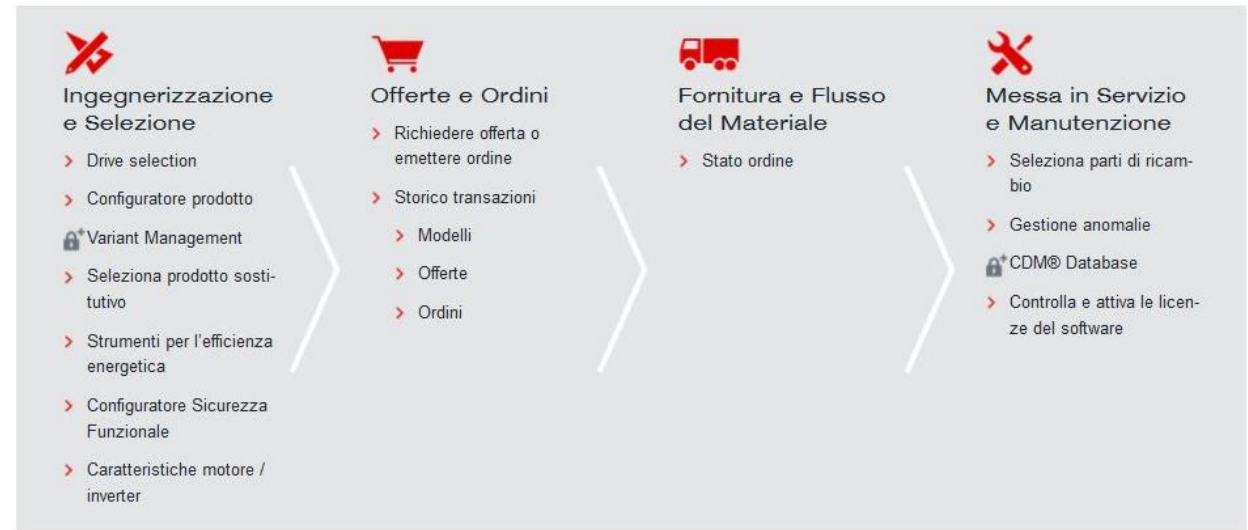 Ingegnerizzazione
e Selezione
Drive selection
Configuratore prodotto
Variant Management
Seleziona prodotto sosti-
tutivo
Strumenti per l'efficienza
energetica
Configuratore Sicurezza
Funzionale
Caratteristiche motore /
inverter
Offerte e Ordini
Richiedere offerta o
emettere ordine
Storico transazioni
Modelli
Offerte
Ordini
Fornitura e Flusso
del Materiale
Stato ordine
Messa in Servizio
e Manutenzione
Seleziona parti di ricam-
bio
Gestione anomalie
CDM® Database
Controlla e attiva le licen-
ze del software